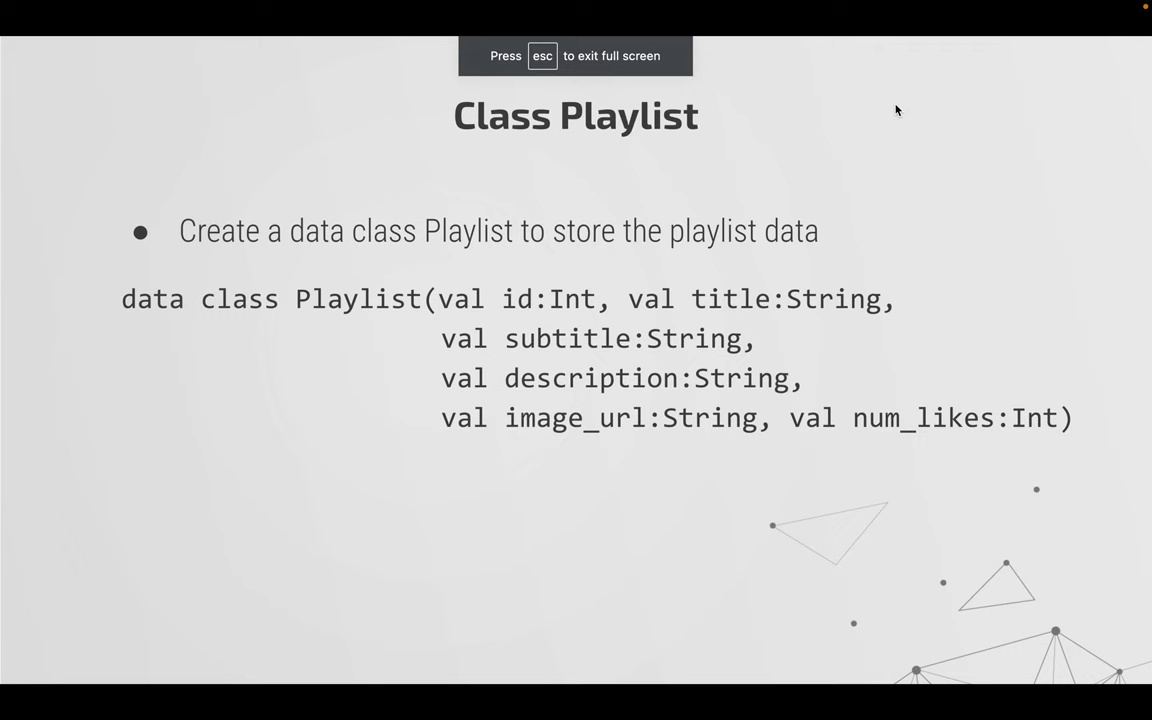 Press esc to exit full screen
Class Playlist
● Create a data class Playlist to store the playlist data
data class Playlist(val id:Int, val title:String,
val subtitle:String,
val description:String,
val image_url:String, val num_likes:Int)